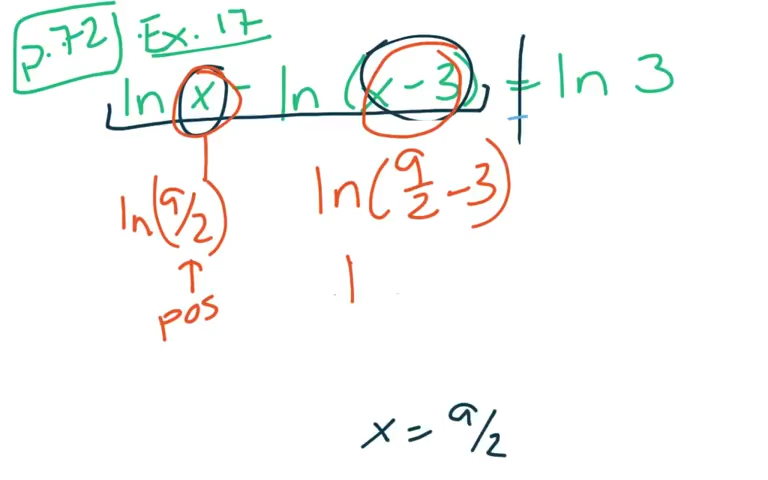 p.72 Ex. 17
ln x - ln (x - 3) = ln 3
ln(9/2) ln(9/2 - 3)
pos
x = 9/2